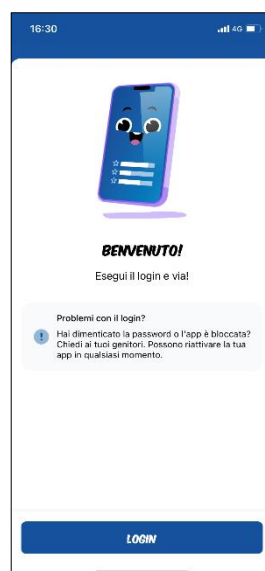 16:30
4G
BENVENUTO!
Esegui il login e via!
Problemi con il login?
Hai dimenticato la password o l'app è bloccata?
Chiedi ai tuoi genitori. Possono riattivare la tua
app in qualsiasi momento.
LOGIN